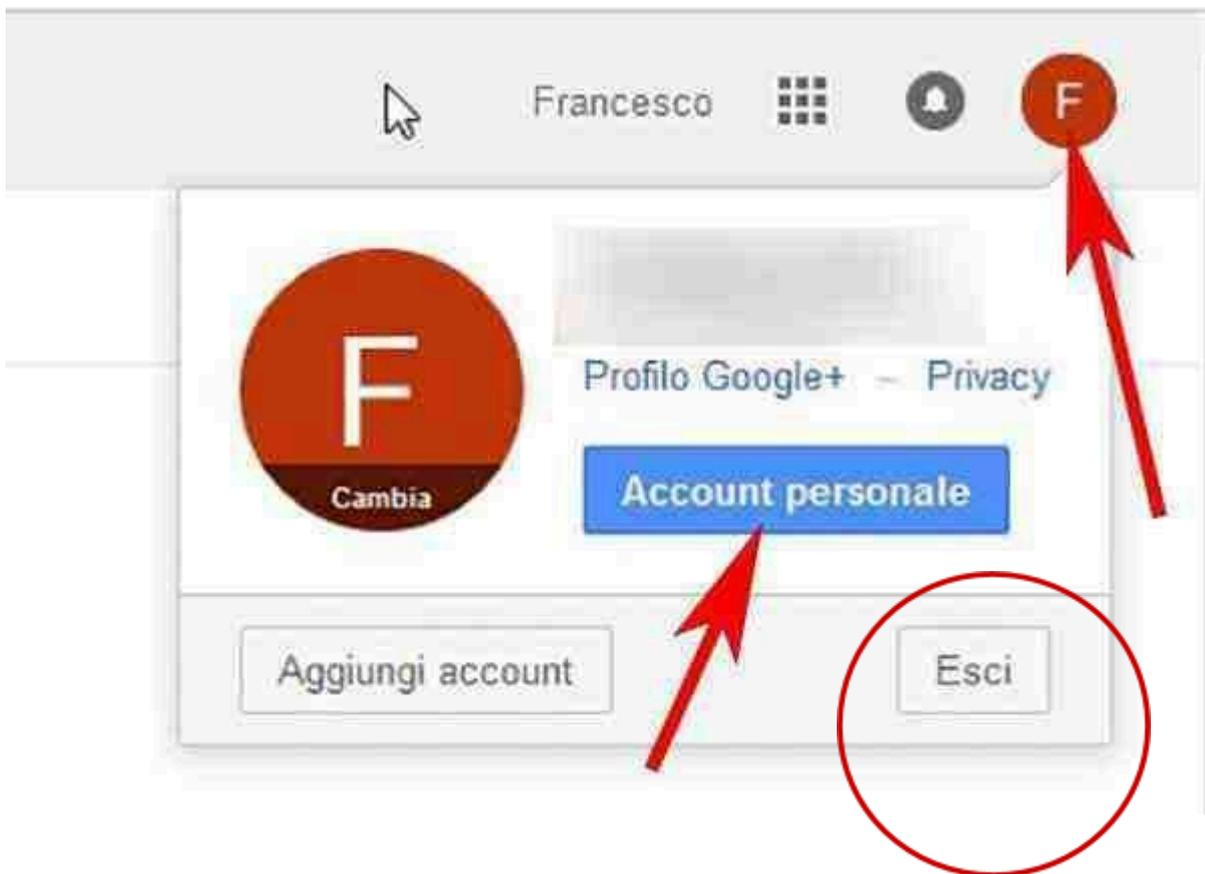 Francesco
F
F
Cambia
Profilo Google+ – Privacy
Account personale
Aggiungi account
Esci